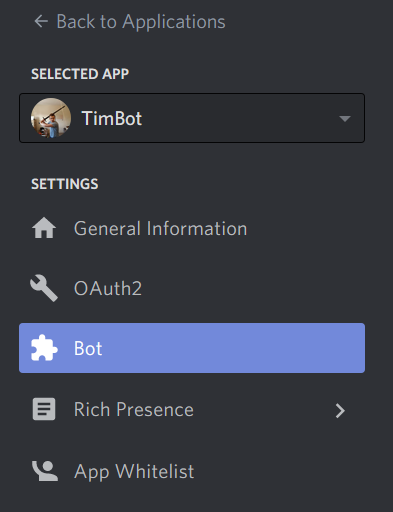 Back to Applications
SELECTED APP
TimBot
SETTINGS
General Information
OAuth2
Bot
Rich Presence
App Whitelist